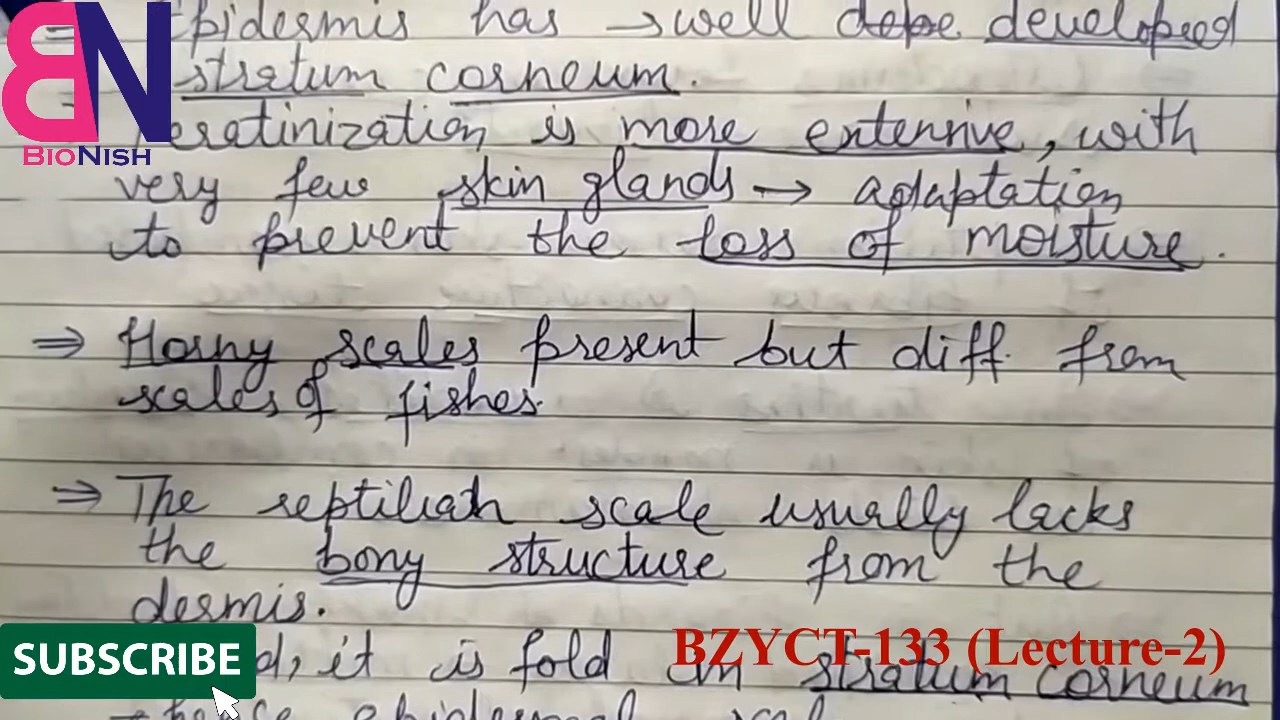 ⇒ Epidermis has → well depe developed
stratum corneum.
⇒ keratinization is more extensive, with
very few skin glands → adaptation
to prevent the loss of moisture.
⇒ Horny scales present but diff. from
scales of fishes.
⇒ The reptilian scale usually lacks
the bony structure from the
dermis.
it is fold in stratum corneum
epidermal
BN
BIONISH
SUBSCRIBE
BZYCT-133 (Lecture-2)